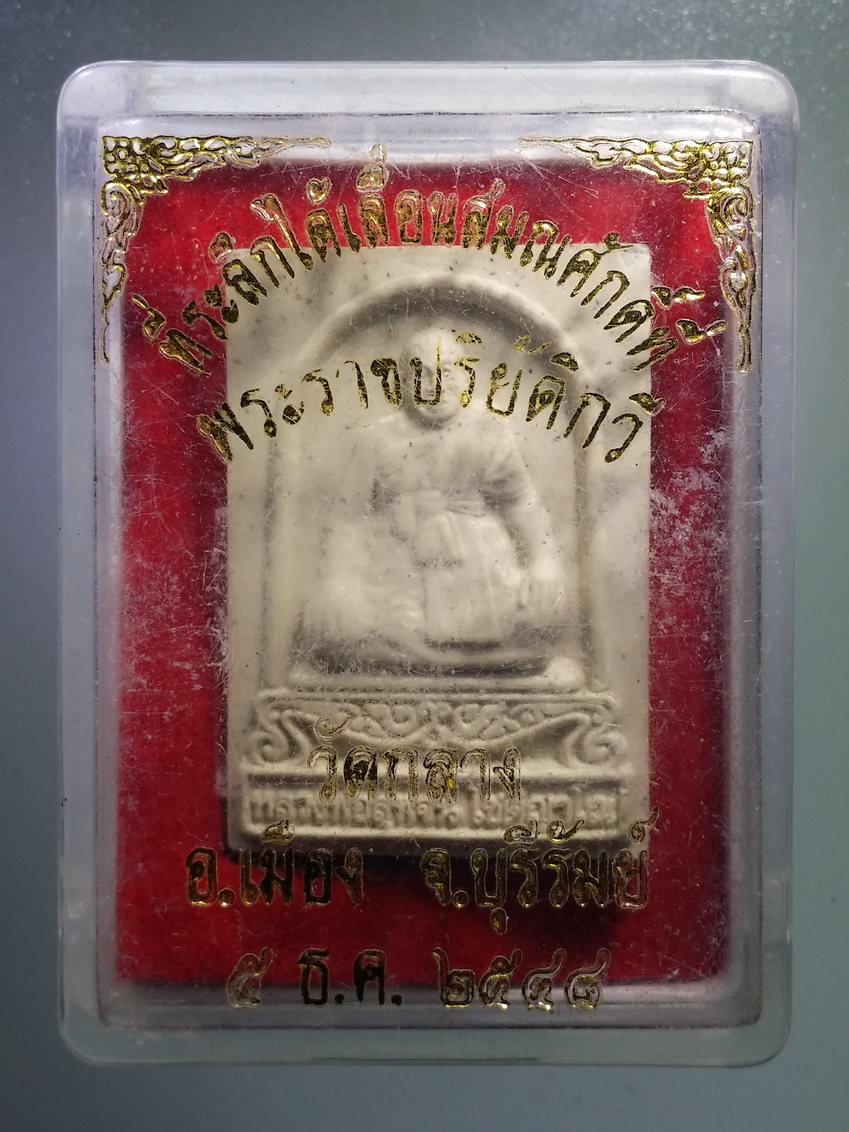 ที่ระลึกได้เลื่อนสมณศักดิ์ที่
พระราชปริยัติกวี
วัดกลาง
อ.เมือง จ.บุรีรัมย์
๕ ธ.ค. ๒๕๔๘